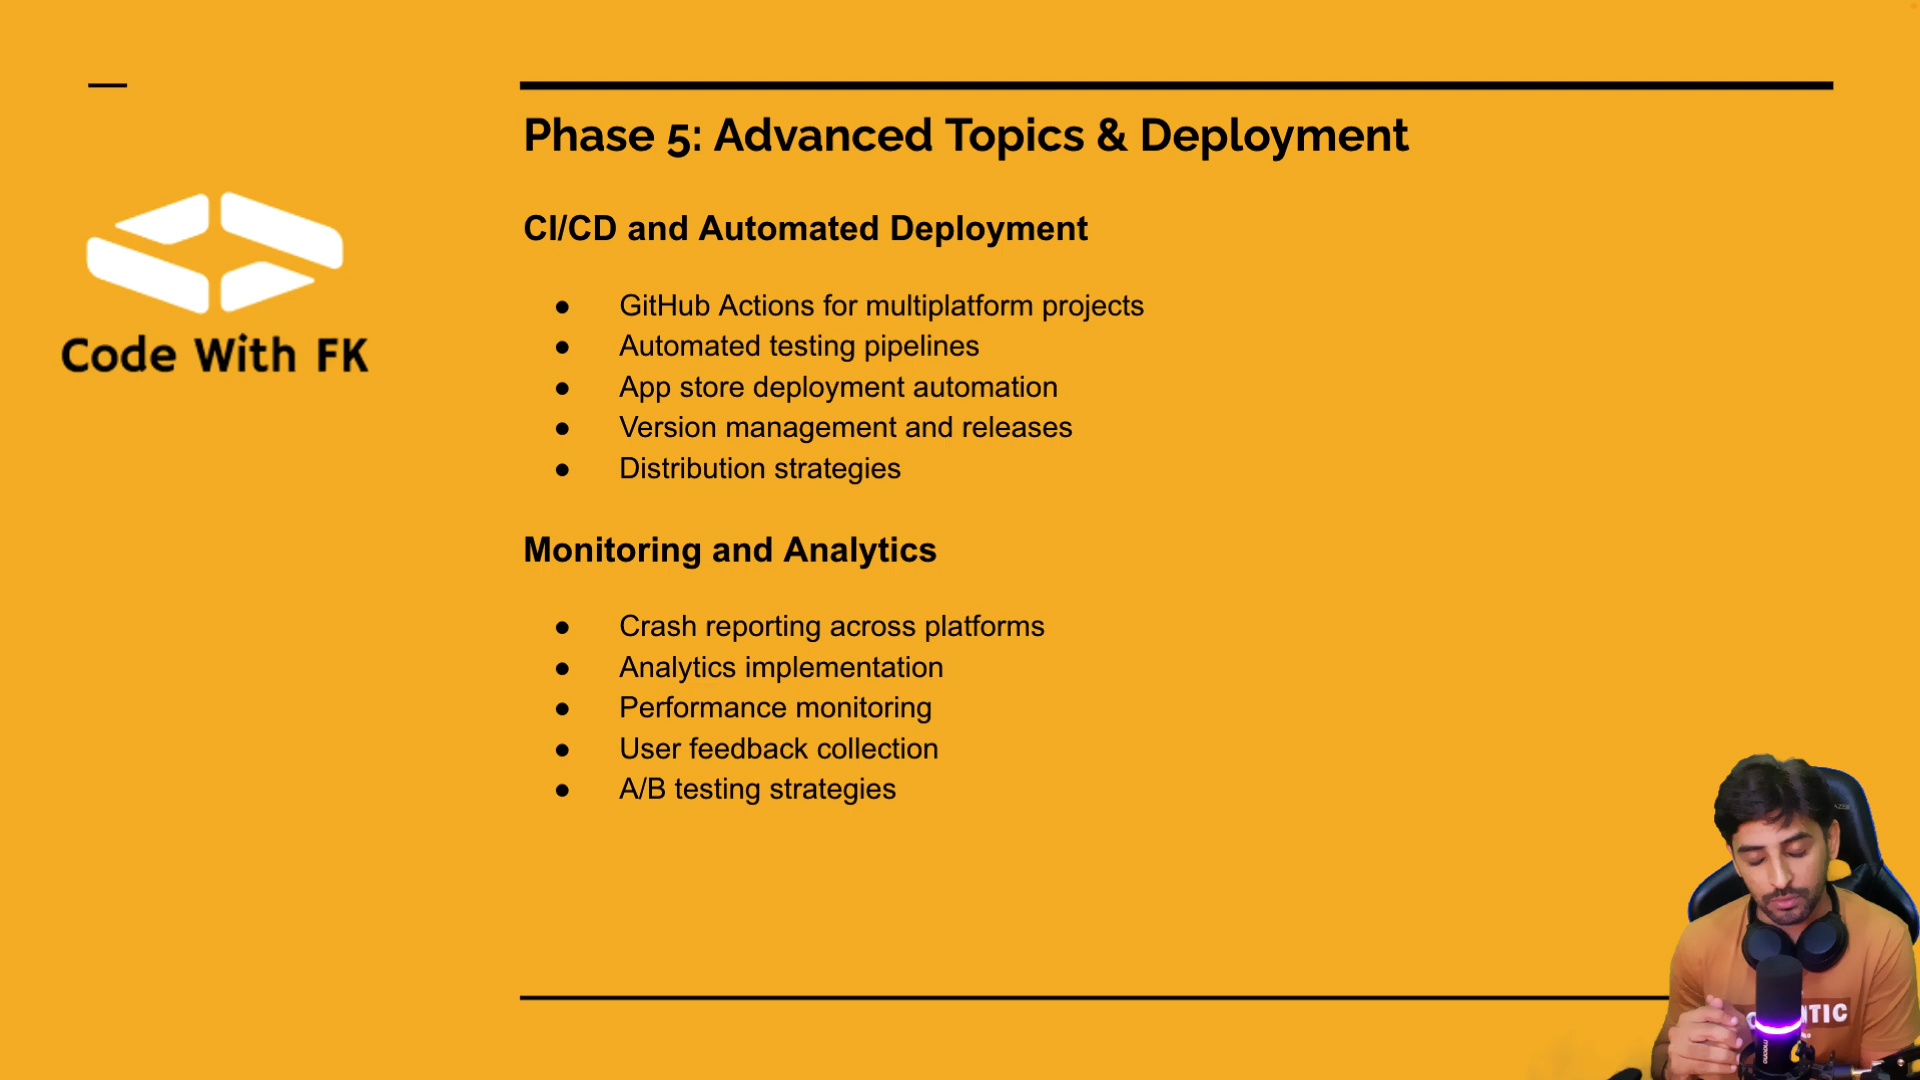 Phase 5: Advanced Topics & Deployment
CI/CD and Automated Deployment
● GitHub Actions for multiplatform projects
● Automated testing pipelines
● App store deployment automation
● Version management and releases
● Distribution strategies
Monitoring and Analytics
● Crash reporting across platforms
● Analytics implementation
● Performance monitoring
● User feedback collection
● A/B testing strategies
Code With FK
maono